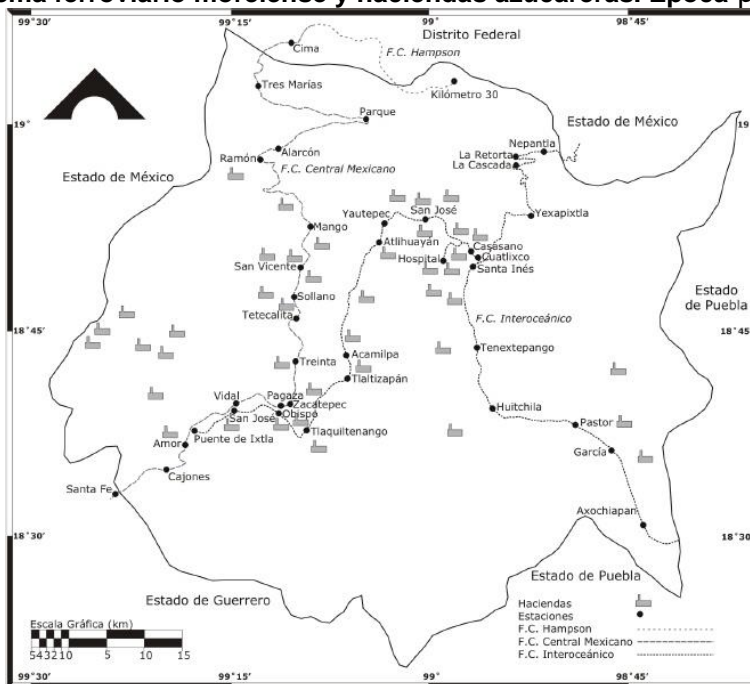 ma ferroviario morelense y haciendas azucareras. Época p
99°30' 99°15' 99° 98°45'
Distrito Federal
F.C. Hampson
Cima
Tres Marías
Kilómetro 30
Parque
19°
Estado de México
19
Nepantla
Alarcón
La Retorta
Ramón
La Cascada
F.C. Central Mexicano
Estado de México
Yautepec
San José
Yexapixtla
Mango
Atlihuayán
Casasano
Hospital
Cuatlixco
San Vicente
Santa Inés
Estado
de Puebla
Sollano
Tetecalita
F.C. Interoceánico
18°45'
18°45
Treinta
Acamilpa
Tenextepango
Tlaltizapán
Vidal
Pagaza
Zacatepec
Huitchila
San José
Obispo
Pastor
Amor
Puente de Ixtla
Tlaquiltenango
García
Cajones
Santa Fe
Axochiapan
18°30'
18°30
Estado de Puebla
Estado de Guerrero
Haciendas
Estaciones
Escala Gráfica (km)
F.C. Hampson
F.C. Central Mexicano
543210 5 10 15
F.C. Interoceánico
99°30' 99°15' 99° 98°45'